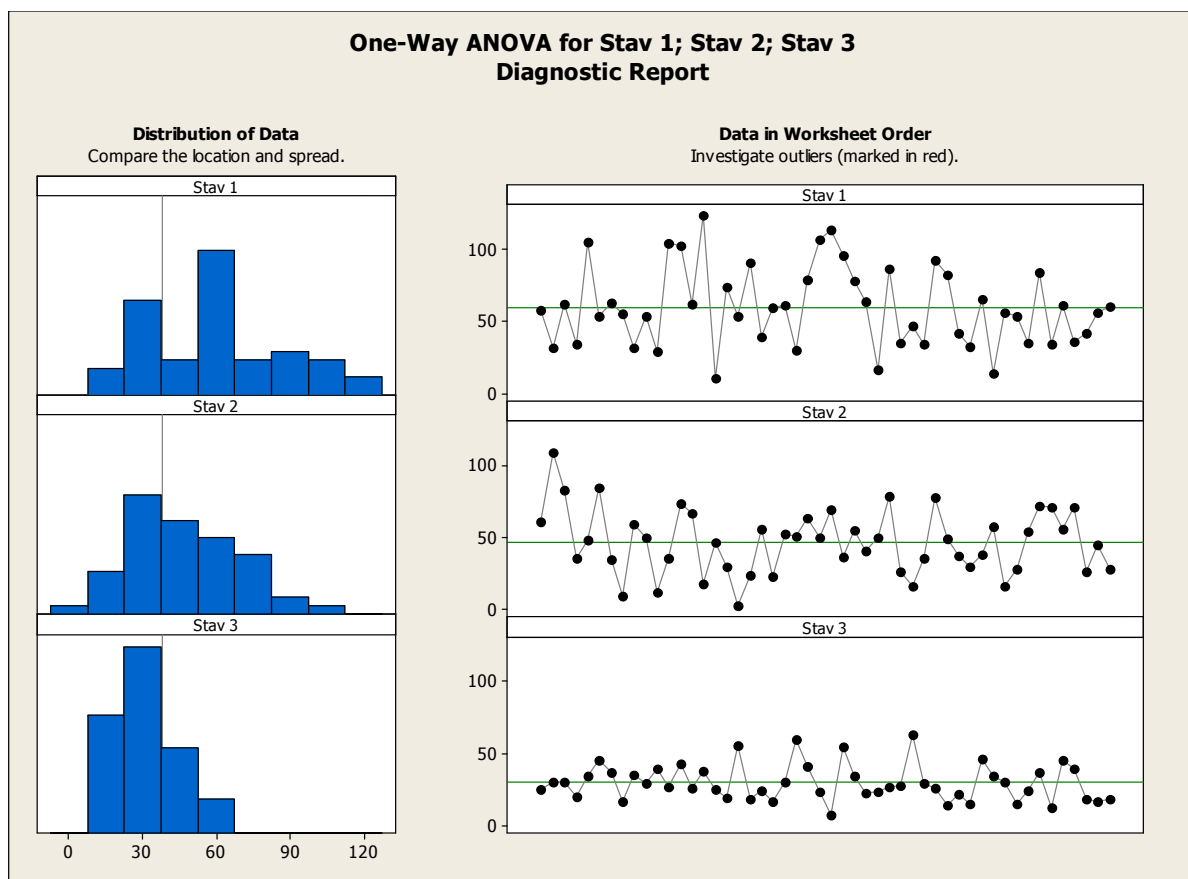 One-Way ANOVA for Stav 1; Stav 2; Stav 3
Diagnostic Report
Distribution of Data
Compare the location and spread.
Stav 1
Stav 2
Stav 3
0 30 60 90 120
Data in Worksheet Order
Investigate outliers (marked in red).
Stav 1
100
50
0
Stav 2
100
50
0
Stav 3
100
50
0